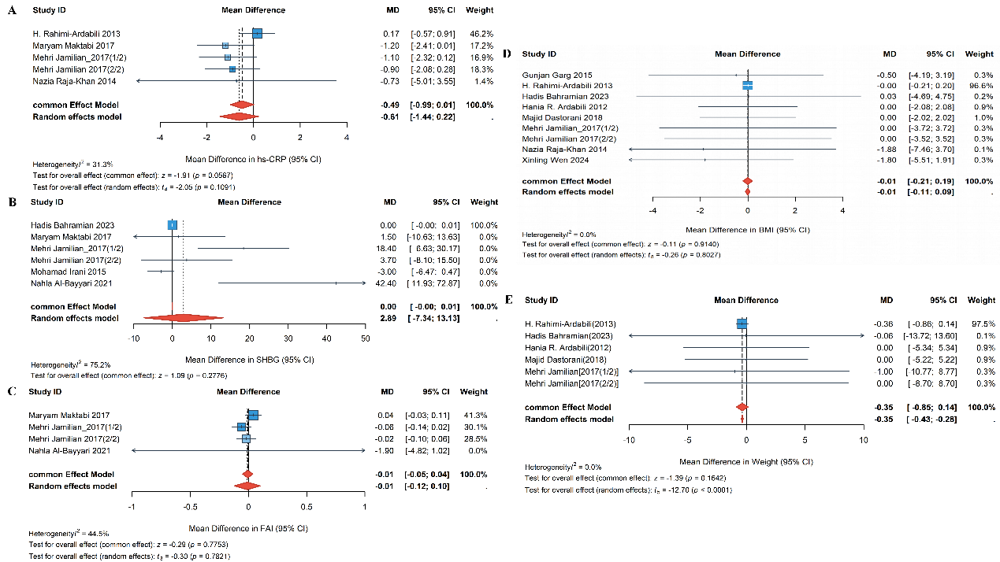 A
Study ID Mean Difference MD 95% CI Weight
H. Rahimi-Ardabili 2013 0.17 [-0.57; 0.91] 46.2%
Maryam Maktabi 2017 -1.20 [-2.41; 0.01] 17.2%
Mehri Jamilian_2017(1/2) -1.10 [-2.32; 0.12] 16.9%
Mehri Jamilian 2017(2/2) -0.90 [-2.08; 0.28] 18.3%
Nazia Raja-Khan 2014 -0.73 [-5.01; 3.55] 1.4%
common Effect Model -0.49 [-0.99; 0.01] 100.0%
Random effects model -0.61 [-1.44; 0.22] .
-4 -2 0 2 4
Mean Difference in hs-CRP (95% CI)
Heterogeneity I² = 31.3%
Test for overall effect (common effect): z = -1.91 (p = 0.0567)
Test for overall effect (random effects): t₄ = -2.05 (p = 0.1091)
B
Study ID Mean Difference MD 95% CI Weight
Hadis Bahramian 2023 0.00 [-0.00; 0.01] 100.0%
Maryam Maktabi 2017 1.50 [-10.63; 13.63] 0.0%
Mehri Jamilian_2017(1/2) 18.40 [ 6.63; 30.17] 0.0%
Mehri Jamilian 2017(2/2) 3.70 [-8.10; 15.50] 0.0%
Mohamad Irani 2015 -3.00 [-6.47; 0.47] 0.0%
Nahla Al-Bayyari 2021 42.40 [ 11.93; 72.87] 0.0%
common Effect Model 0.00 [-0.00; 0.01] 100.0%
Random effects model 2.89 [-7.34; 13.13] .
-10 0 10 20 30 40 50
Mean Difference in SHBG (95% CI)
Heterogeneity I² = 75.2%
Test for overall effect (common effect): z = 1.09 (p = 0.2776)
C
Study ID Mean Difference MD 95% CI Weight
Maryam Maktabi 2017 0.04 [-0.03; 0.11] 41.3%
Mehri Jamilian_2017(1/2) -0.06 [-0.14; 0.02] 30.1%
Mehri Jamilian 2017(2/2) -0.02 [-0.10; 0.06] 28.5%
Nahla Al-Bayyari 2021 -1.90 [-4.82; 1.02] 0.0%
common Effect Model -0.01 [-0.05; 0.04] 100.0%
Random effects model -0.01 [-0.12; 0.10] .
-1 -0.5 0 0.5 1
Mean Difference in FAI (95% CI)
Heterogeneity I² = 44.5%
Test for overall effect (common effect): z = -0.29 (p = 0.7753)
Test for overall effect (random effects): t₃ = -0.30 (p = 0.7821)
D
Study ID Mean Difference MD 95% CI Weight
Gunjan Garg 2015 -0.50 [-4.19; 3.19] 0.3%
H. Rahimi-Ardabili 2013 -0.00 [-0.21; 0.20] 96.6%
Hadis Bahramian 2023 0.03 [-4.69; 4.75] 0.2%
Hania R. Ardabili 2012 0.00 [-2.08; 2.08] 0.9%
Majid Dastorani 2018 0.00 [-2.02; 2.02] 1.0%
Mehri Jamilian_2017(1/2) 0.00 [-3.72; 3.72] 0.3%
Mehri Jamilian 2017(2/2) 0.00 [-3.52; 3.52] 0.3%
Nazia Raja-Khan 2014 -1.88 [-7.46; 3.70] 0.1%
Xinling Wen 2024 -1.80 [-5.51; 1.91] 0.3%
common Effect Model -0.01 [-0.21; 0.19] 100.0%
Random effects model -0.01 [-0.11; 0.09] .
-4 -2 0 2 4
Mean Difference in BMI (95% CI)
Heterogeneity I² = 0.0%
Test for overall effect (common effect): z = -0.11 (p = 0.9140)
Test for overall effect (random effects): t₈ = -0.26 (p = 0.8027)
E
Study ID Mean Difference MD 95% CI Weight
H. Rahimi-Ardabili(2013) -0.36 [-0.86; 0.14] 97.5%
Hadis Bahramian(2023) -0.06 [-13.72; 13.60] 0.1%
Hania R. Ardabili(2012) 0.00 [-5.34; 5.34] 0.9%
Majid Dastorani(2018) 0.00 [-5.22; 5.22] 0.9%
Mehri Jamilian[2017(1/2)] -1.00 [-10.77; 8.77] 0.3%
Mehri Jamilian[2017(2/2)] 0.00 [-8.70; 8.70] 0.3%
common Effect Model -0.35 [-0.85; 0.14] 100.0%
Random effects model -0.35 [-0.43; -0.28] .
-10 -5 0 5 10
Mean Difference in Weight (95% CI)
Heterogeneity I² = 0.0%
Test for overall effect (common effect): z = -1.39 (p = 0.1642)
Test for overall effect (random effects): t₅ = -12.70 (p < 0.0001)